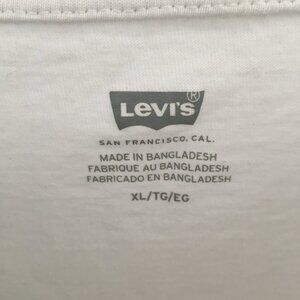 Levi's®
SAN FRANCISCO, CAL.
MADE IN BANGLADESH
FABRIQUE AU BANGLADESH
FABRICADO EN BANGLADESH
XL/TG/EG